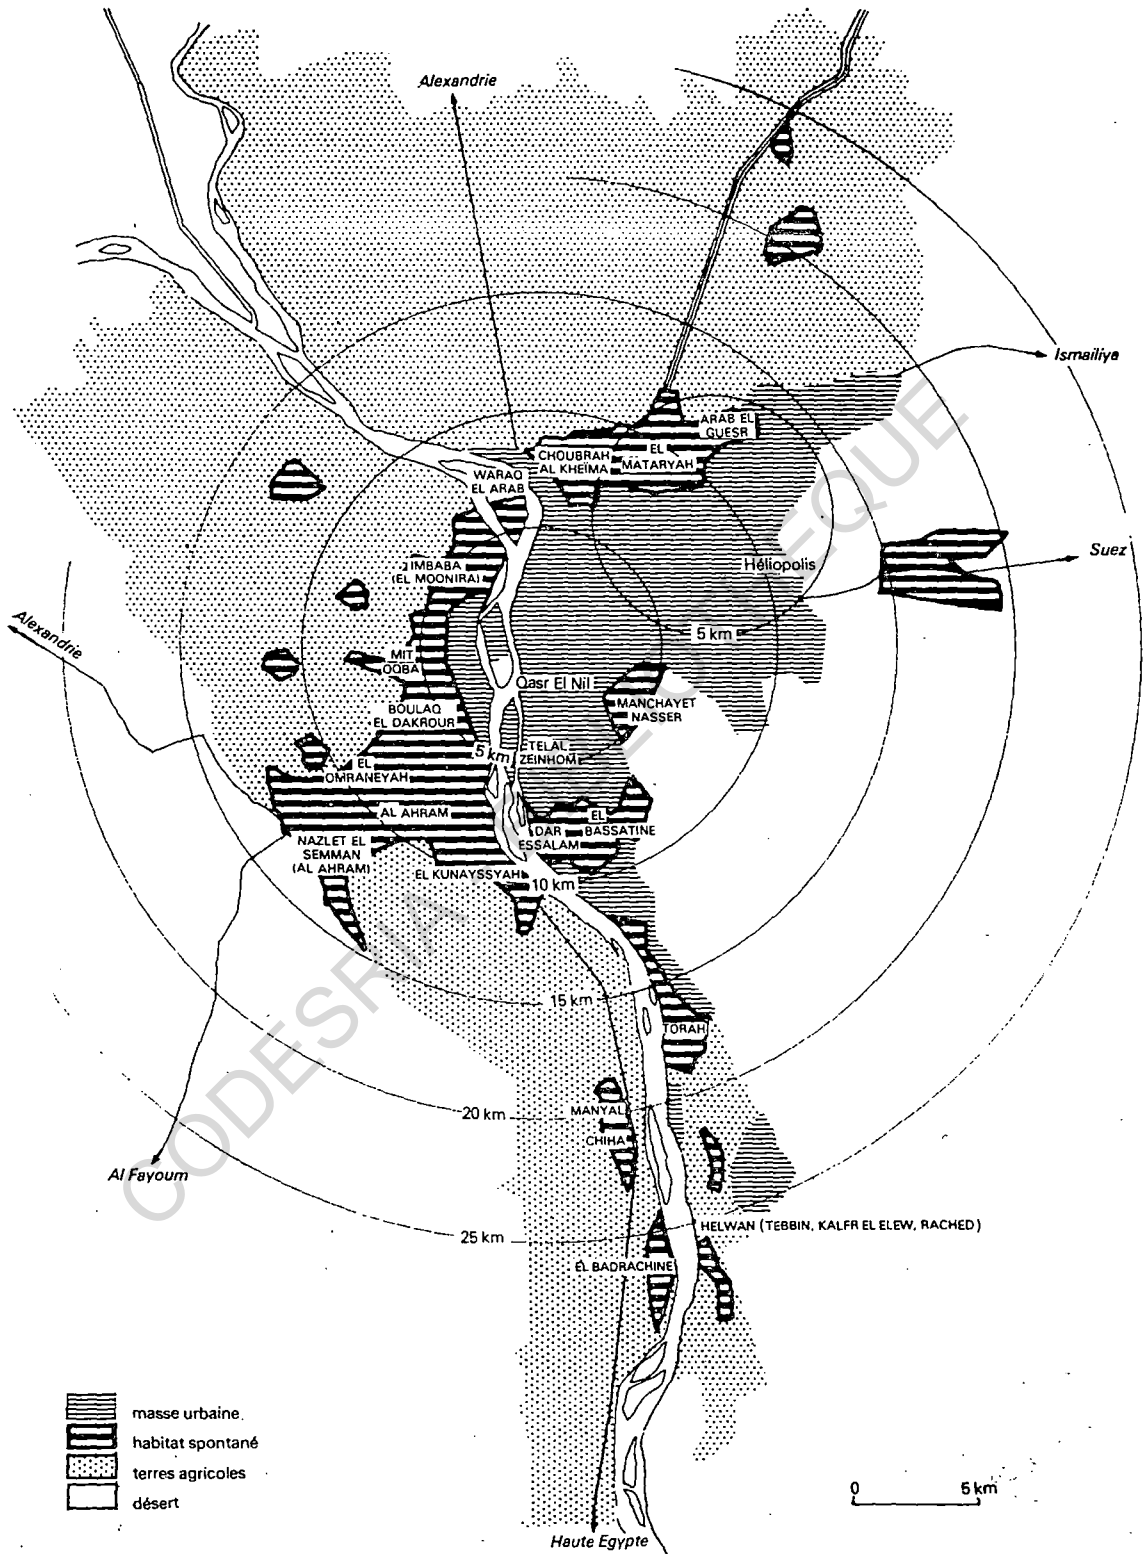 Alexandrie
Ismailiya
ARAB EL
GUESR
CHOUBRAH
AL KHEÏMA
EL
MATARYAH
WARAQ
EL ARAB
Suez
IMBABA
(EL MOONIRA)
Héliopolis
Alexandrie
5 km
MIT
OQBA
Qasr El Nil
BOULAQ
EL DAKROUR
MANCHAYET
NASSER
5 km
TELAL
ZEINHOM
EL
OMRANEYAH
AL AHRAM
DAR
ESSALAM
EL
BASSATINE
NAZLET EL
SEMMAN
(AL AHRAM)
EL KUNAYSSYAH
10 km
15 km
TORAH
20 km
MANYAL
CHIHA
Al Fayoum
25 km
HELWAN (TEBBIN, KALFR EL ELEW, RACHED)
EL BADRACHINE
masse urbaine
habitat spontané
terres agricoles
désert
0 5 km
Haute Egypte
CODESRIA - BIBLIOTHEQUE